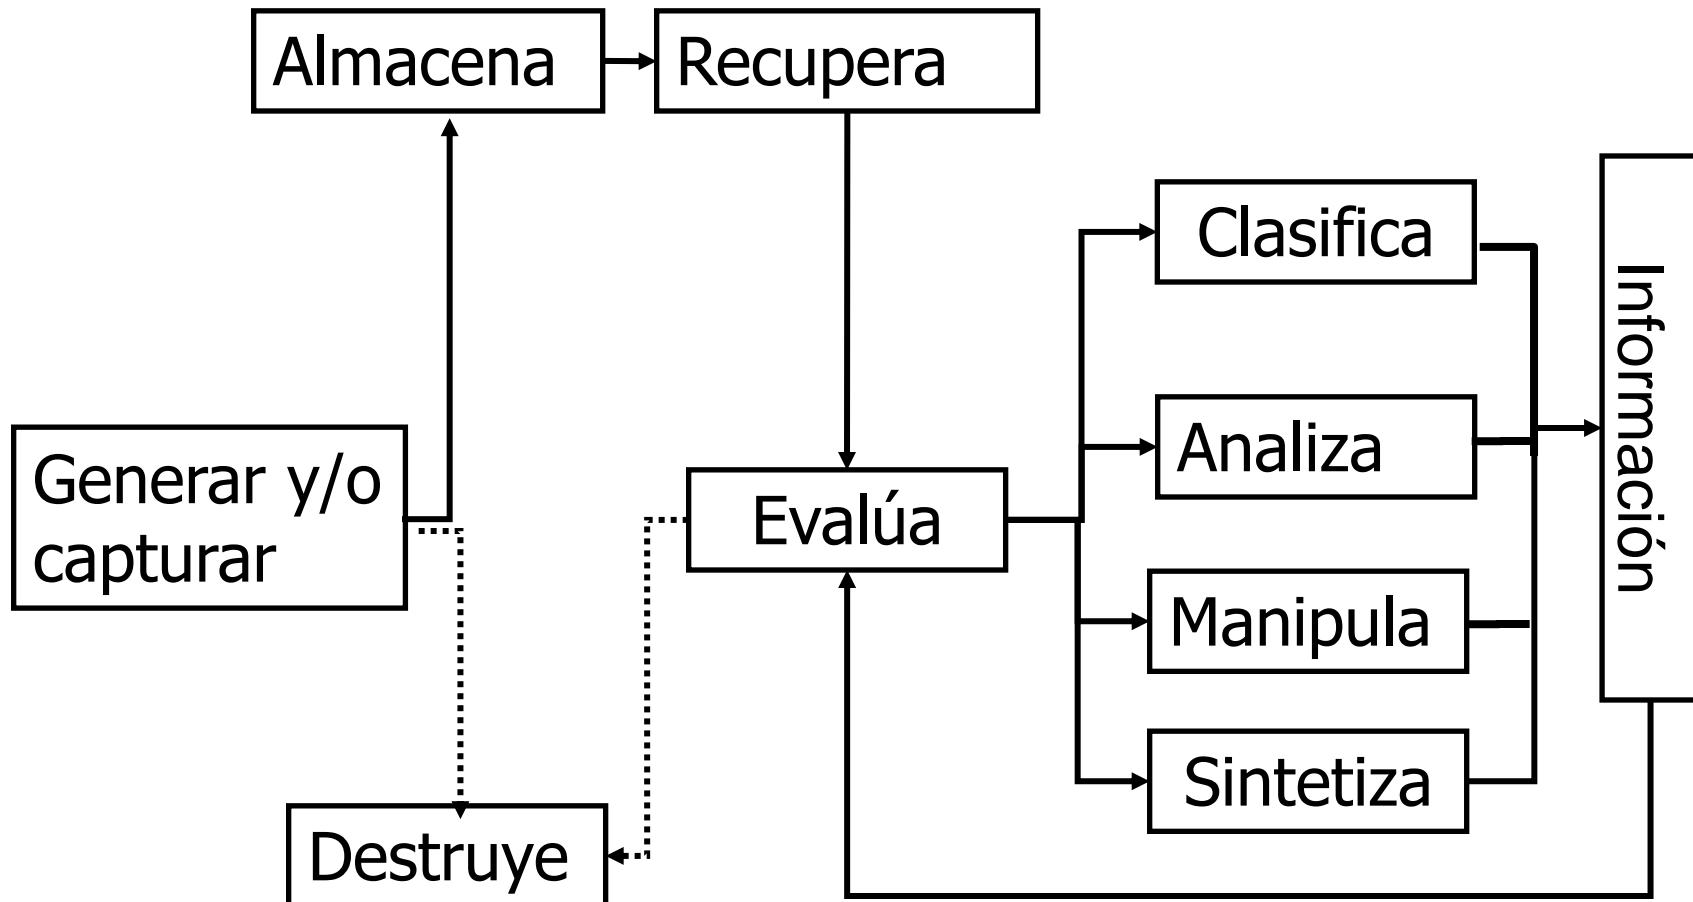 Almacena
Recupera
Clasifica
Información
Analiza
Generar y/o
capturar
Evalúa
Manipula
Sintetiza
Destruye